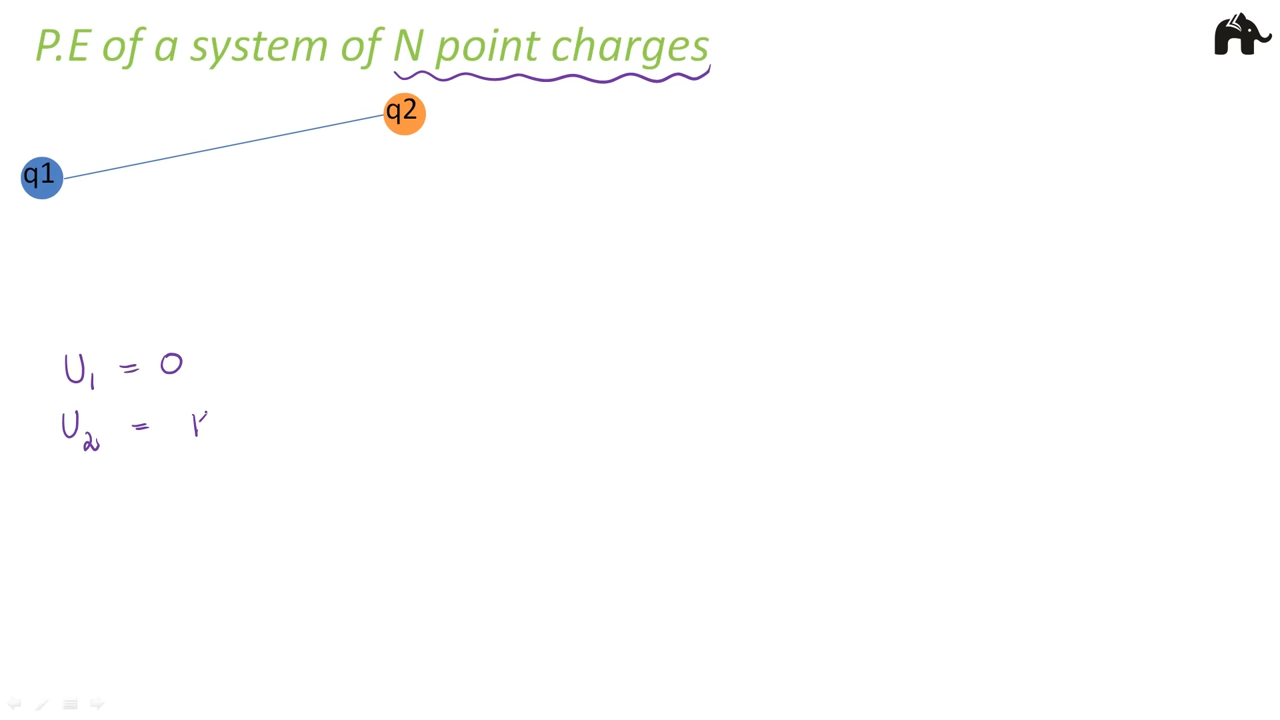 P.E of a system of N point charges
q2
q1
U₁ = 0
U₂ =